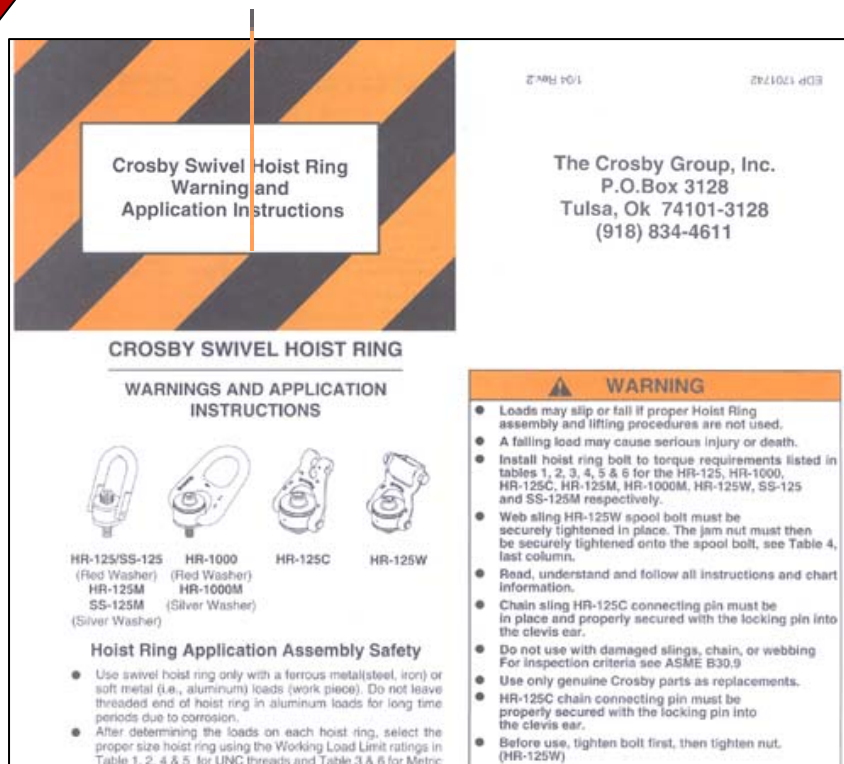 Crosby Swivel Hoist Ring
Warning and
Application Instructions
1/04 Rev.2
EDP 1701742
The Crosby Group, Inc.
P.O.Box 3128
Tulsa, Ok 74101-3128
(918) 834-4611
CROSBY SWIVEL HOIST RING
WARNINGS AND APPLICATION
INSTRUCTIONS
HR-125/SS-125
(Red Washer)
HR-125M
SS-125M
(Silver Washer)
HR-1000
(Red Washer)
HR-1000M
(Silver Washer)
HR-125C
HR-125W
Hoist Ring Application Assembly Safety
● Use swivel hoist ring only with a ferrous metal(steel, iron) or
soft metal (i.e., aluminum) loads (work piece). Do not leave
threaded end of hoist ring in aluminum loads for long time
periods due to corrosion.
● After determining the loads on each hoist ring, select the
proper size hoist ring using the Working Load Limit ratings in
Table 1, 2, 4 & 5 for UNC threads and Table 3 & 6 for Metric
WARNING
● Loads may slip or fall if proper Hoist Ring
assembly and lifting procedures are not used.
● A falling load may cause serious injury or death.
● Install hoist ring bolt to torque requirements listed in
tables 1, 2, 3, 4, 5 & 6 for the HR-125, HR-1000,
HR-125C, HR-125M, HR-1000M, HR-125W, SS-125
and SS-125M respectively.
● Web sling HR-125W spool bolt must be
securely tightened in place. The jam nut must then
be securely tightened onto the spool bolt, see Table 4,
last column.
● Read, understand and follow all instructions and chart
information.
● Chain sling HR-125C connecting pin must be
in place and properly secured with the locking pin into
the clevis ear.
● Do not use with damaged slings, chain, or webbing
For inspection criteria see ASME B30.9
● Use only genuine Crosby parts as replacements.
● HR-125C chain connecting pin must be
properly secured with the locking pin into
the clevis ear.
● Before use, tighten bolt first, then tighten nut.
(HR-125W)